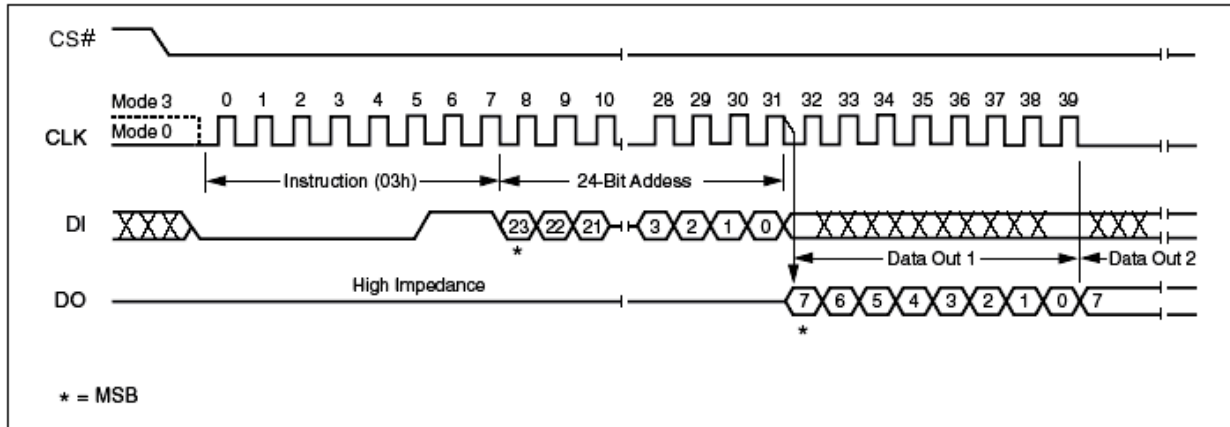 CS#
Mode 3 0 1 2 3 4 5 6 7 8 9 10 28 29 30 31 32 33 34 35 36 37 38 39
CLK Mode 0
Instruction (03h) 24-Bit Addess
DI 23 22 21 3 2 1 0
* Data Out 1 Data Out 2
High Impedance
DO 7 6 5 4 3 2 1 0 7
*
* = MSB